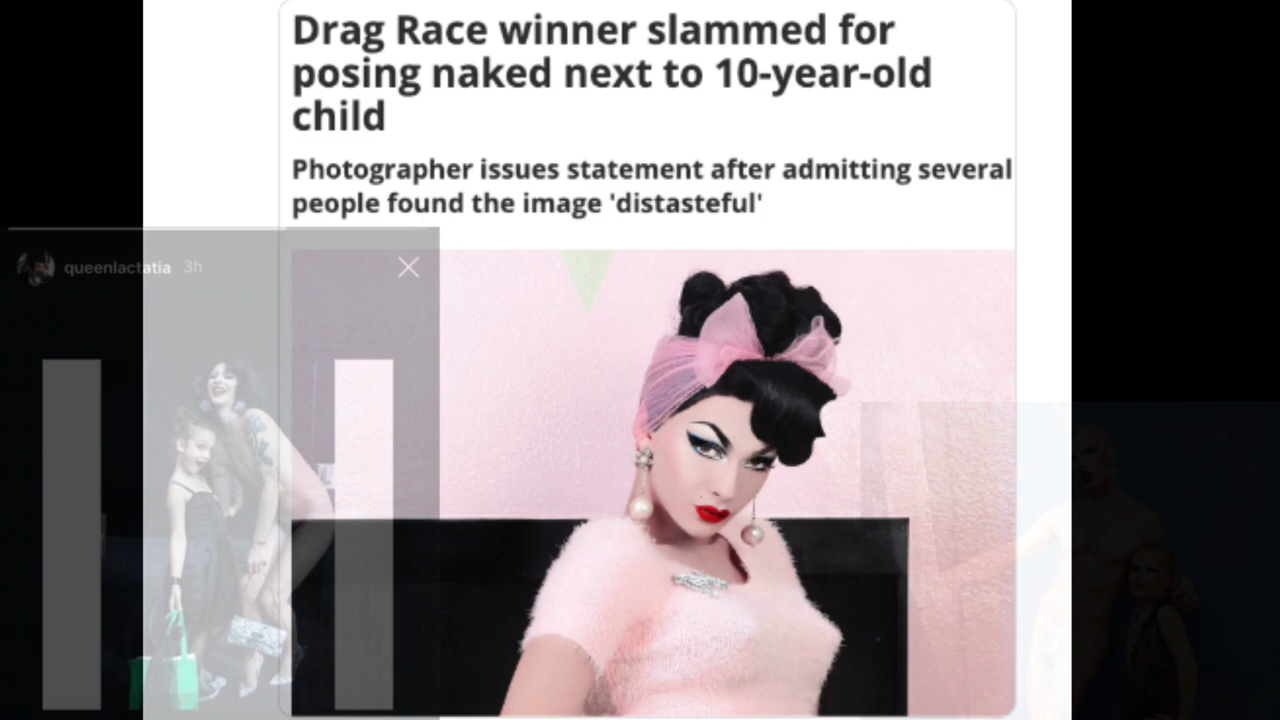 Drag Race winner slammed for
posing naked next to 10-year-old
child
Photographer issues statement after admitting several
people found the image 'distasteful'
queenlactatia 3h